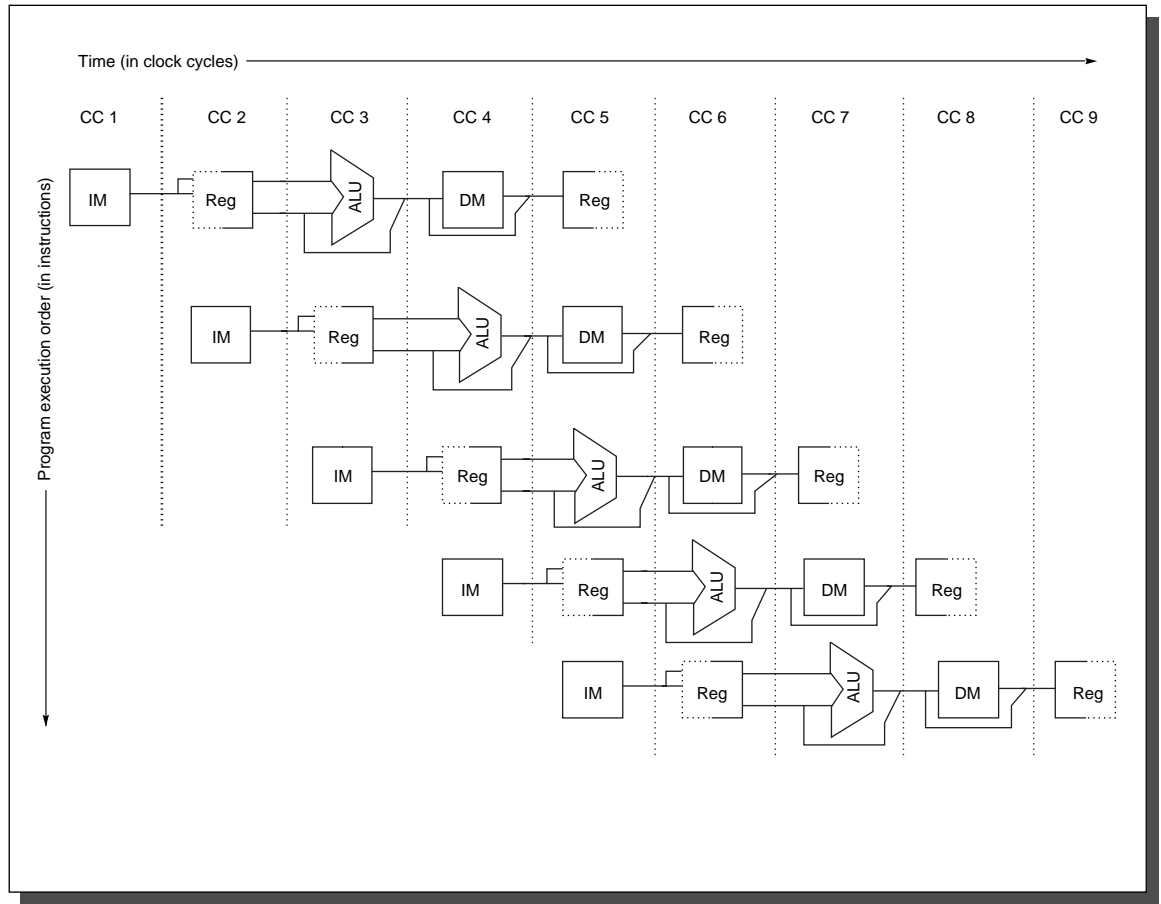 Time (in clock cycles)
CC 1 CC 2 CC 3 CC 4 CC 5 CC 6 CC 7 CC 8 CC 9
Program execution order (in instructions)
IM Reg ALU DM Reg
IM Reg ALU DM Reg
IM Reg ALU DM Reg
IM Reg ALU DM Reg
IM Reg ALU DM Reg